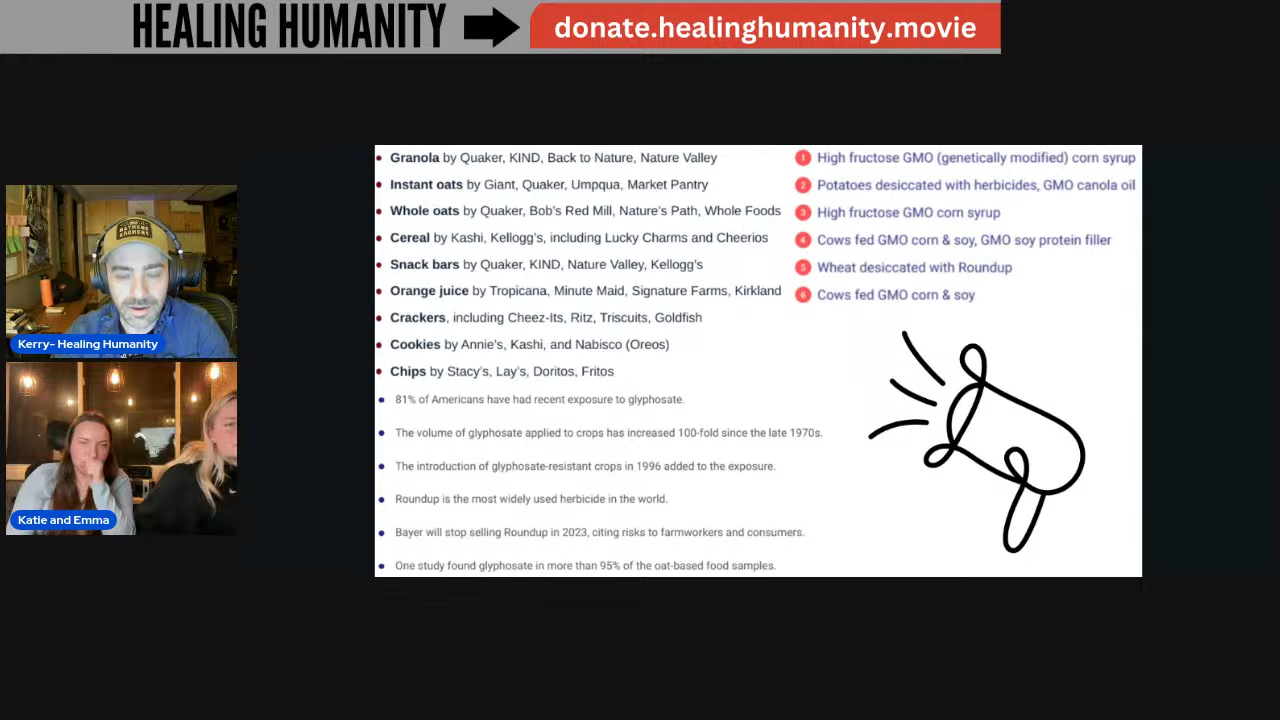 HEALING HUMANITY
donate.healinghumanity.movie
Granola by Quaker, KIND, Back to Nature, Nature Valley
Instant oats by Giant, Quaker, Umpqua, Market Pantry
Whole oats by Quaker, Bob's Red Mill, Nature's Path, Whole Foods
Cereal by Kashi, Kellogg's, including Lucky Charms and Cheerios
Snack bars by Quaker, KIND, Nature Valley, Kellogg's
Orange juice by Tropicana, Minute Maid, Signature Farms, Kirkland
Crackers, including Cheez-Its, Ritz, Triscuits, Goldfish
Cookies by Annie's, Kashi, and Nabisco (Oreos)
Chips by Stacy's, Lay's, Doritos, Fritos
81% of Americans have had recent exposure to glyphosate.
The volume of glyphosate applied to crops has increased 100-fold since the late 1970s.
The introduction of glyphosate-resistant crops in 1996 added to the exposure.
Roundup is the most widely used herbicide in the world.
Bayer will stop selling Roundup in 2023, citing risks to farmworkers and consumers.
One study found glyphosate in more than 95% of the oat-based food samples.
1 High fructose GMO (genetically modified) corn syrup
2 Potatoes desiccated with herbicides, GMO canola oil
3 High fructose GMO corn syrup
4 Cows fed GMO corn & soy, GMO soy protein filler
5 Wheat desiccated with Roundup
6 Cows fed GMO corn & soy
Kerry- Healing Humanity
Katie and Emma